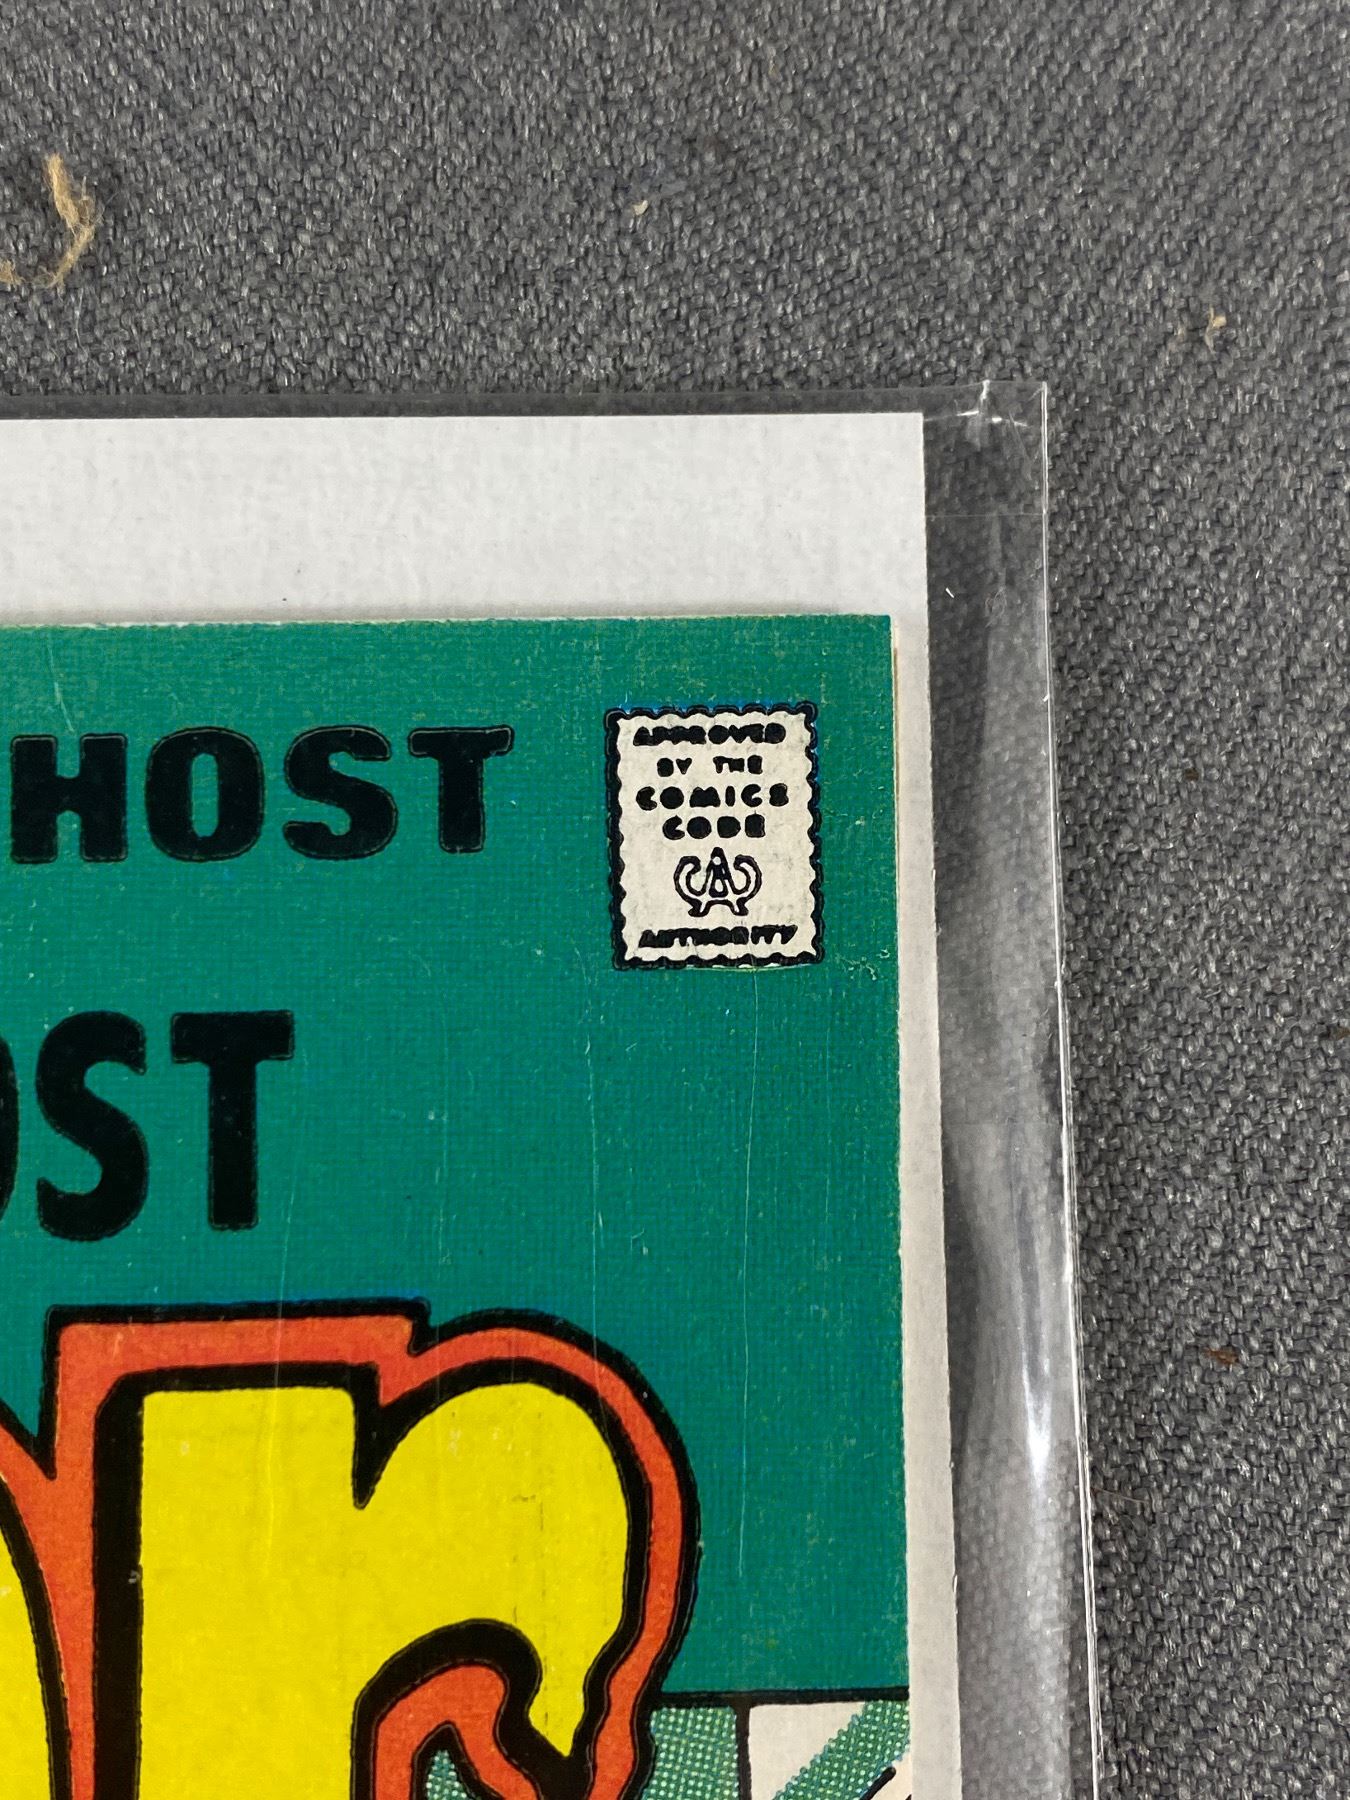 HOST
APPROVED
BY THE
COMICS
CODE
A
AUTHORITY
OST
r